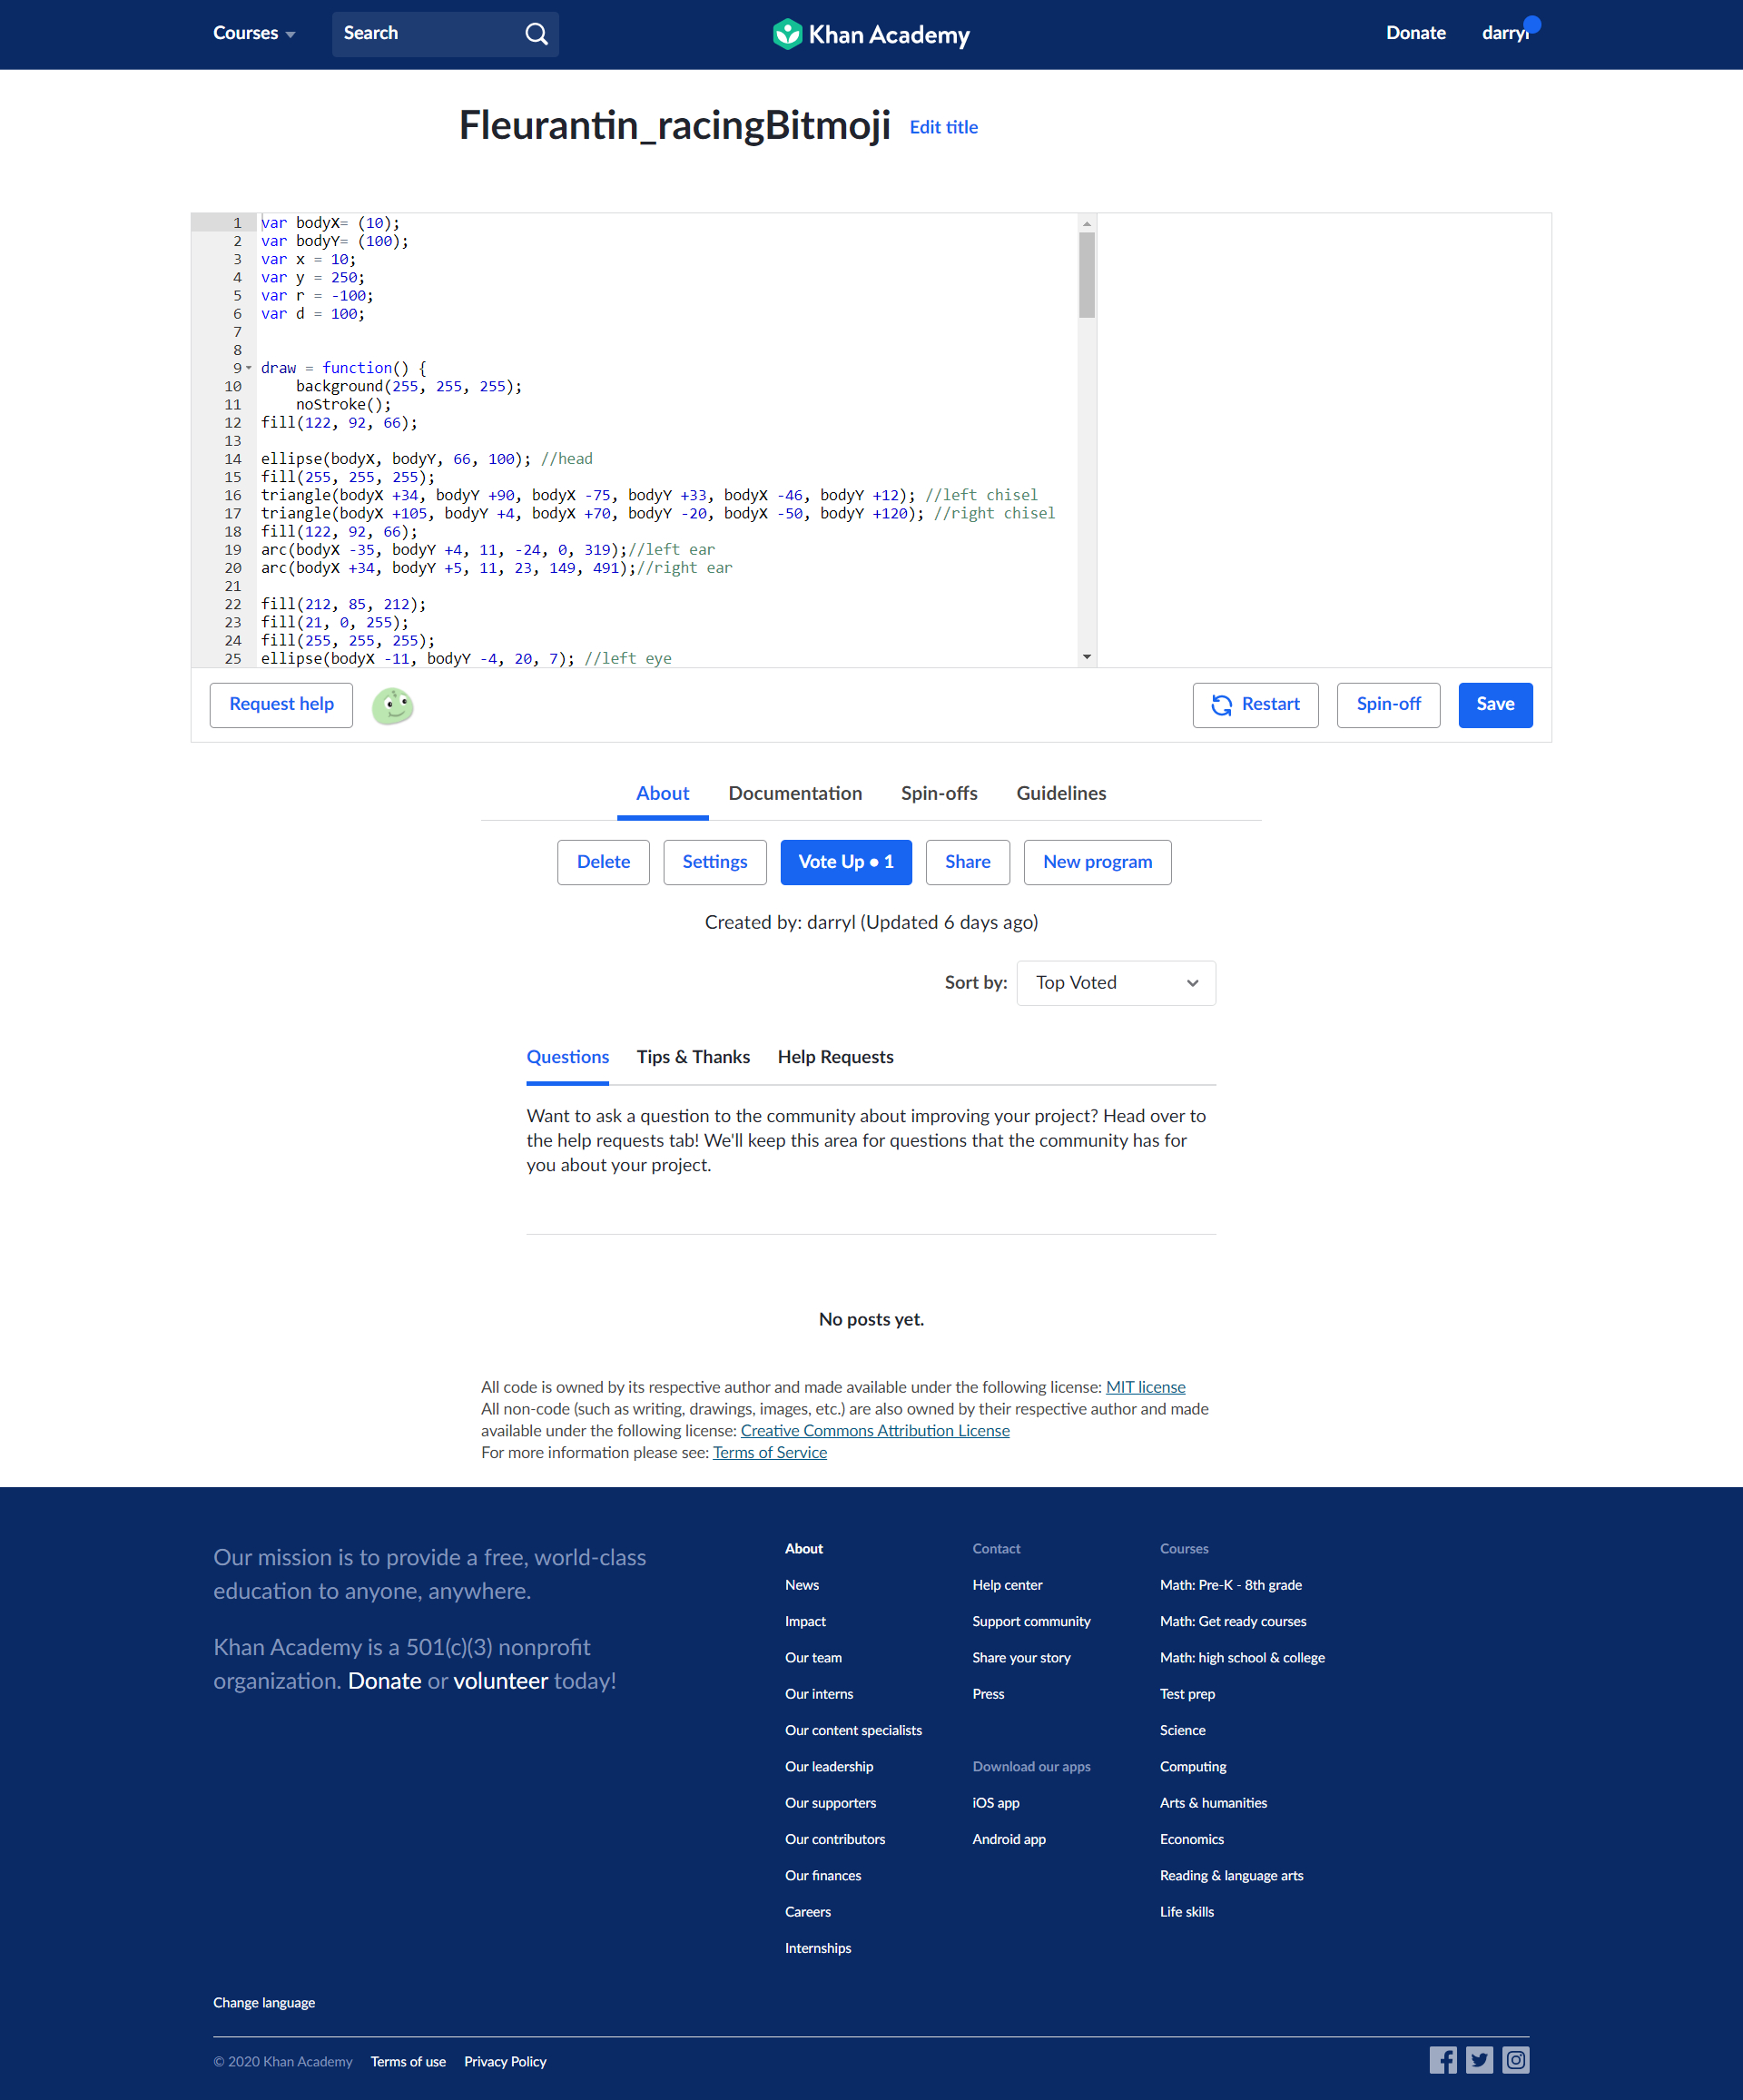 Courses
Search
Khan Academy
Donate
darryl
Fleurantin_racingBitmoji
Edit title
1 var bodyX= (10);
2 var bodyY= (100);
3 var x = 10;
4 var y = 250;
5 var r = -100;
6 var d = 100;
7
8
9 draw = function() {
10 background(255, 255, 255);
11 noStroke();
12 fill(122, 92, 66);
13
14 ellipse(bodyX, bodyY, 66, 100); //head
15 fill(255, 255, 255);
16 triangle(bodyX +34, bodyY +90, bodyX -75, bodyY +33, bodyX -46, bodyY +12); //left chisel
17 triangle(bodyX +105, bodyY +4, bodyX +70, bodyY -20, bodyX -50, bodyY +120); //right chisel
18 fill(122, 92, 66);
19 arc(bodyX -35, bodyY +4, 11, -24, 0, 319);//left ear
20 arc(bodyX +34, bodyY +5, 11, 23, 149, 491);//right ear
21
22 fill(212, 85, 212);
23 fill(21, 0, 255);
24 fill(255, 255, 255);
25 ellipse(bodyX -11, bodyY -4, 20, 7); //left eye
Request help
Restart
Spin-off
Save
About
Documentation
Spin-offs
Guidelines
Delete
Settings
Vote Up • 1
Share
New program
Created by: darryl (Updated 6 days ago)
Sort by:
Top Voted
Questions
Tips & Thanks
Help Requests
Want to ask a question to the community about improving your project? Head over to
the help requests tab! We'll keep this area for questions that the community has for
you about your project.
No posts yet.
All code is owned by its respective author and made available under the following license: MIT license
All non-code (such as writing, drawings, images, etc.) are also owned by their respective author and made
available under the following license: Creative Commons Attribution License
For more information please see: Terms of Service
Our mission is to provide a free, world-class
education to anyone, anywhere.
Khan Academy is a 501(c)(3) nonprofit
organization. Donate or volunteer today!
About
News
Impact
Our team
Our interns
Our content specialists
Our leadership
Our supporters
Our contributors
Our finances
Careers
Internships
Contact
Help center
Support community
Share your story
Press
Download our apps
iOS app
Android app
Courses
Math: Pre-K - 8th grade
Math: Get ready courses
Math: high school & college
Test prep
Science
Computing
Arts & humanities
Economics
Reading & language arts
Life skills
Change language
© 2020 Khan Academy
Terms of use
Privacy Policy